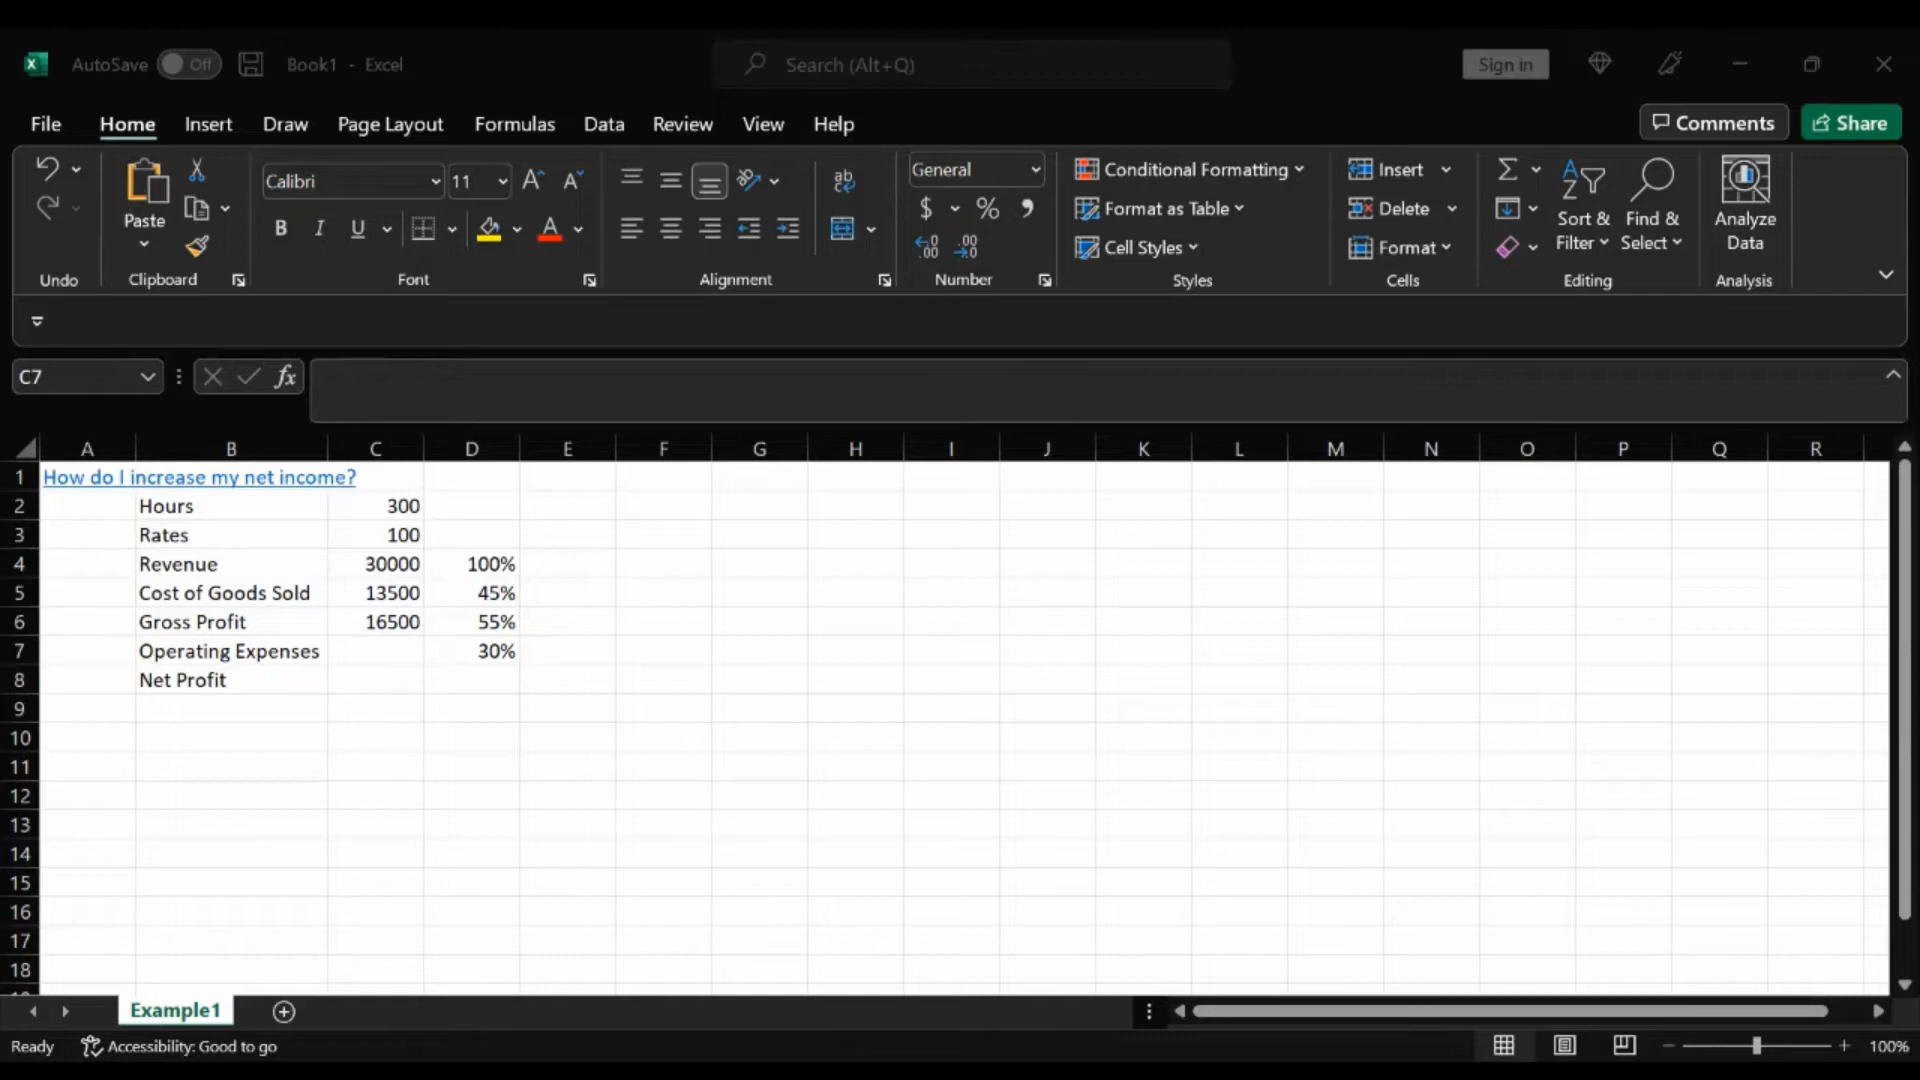 AutoSave Off Book1 - Excel Search (Alt+Q) Sign in
File Home Insert Draw Page Layout Formulas Data Review View Help Comments Share
Paste
Undo
Clipboard
Calibri 11
B I U
Font
ab
Alignment
General
$ % ,
Number
Conditional Formatting
Format as Table
Cell Styles
Styles
Insert
Delete
Format
Cells
Sort & Filter
Find & Select
Editing
Analyze Data
Analysis
C7 fx
A B C D E F G H I J K L M N O P Q R
1 How do I increase my net income?
2 Hours 300
3 Rates 100
4 Revenue 30000 100%
5 Cost of Goods Sold 13500 45%
6 Gross Profit 16500 55%
7 Operating Expenses 30%
8 Net Profit
9
10
11
12
13
14
15
16
17
18
Example1
Ready Accessibility: Good to go 100%